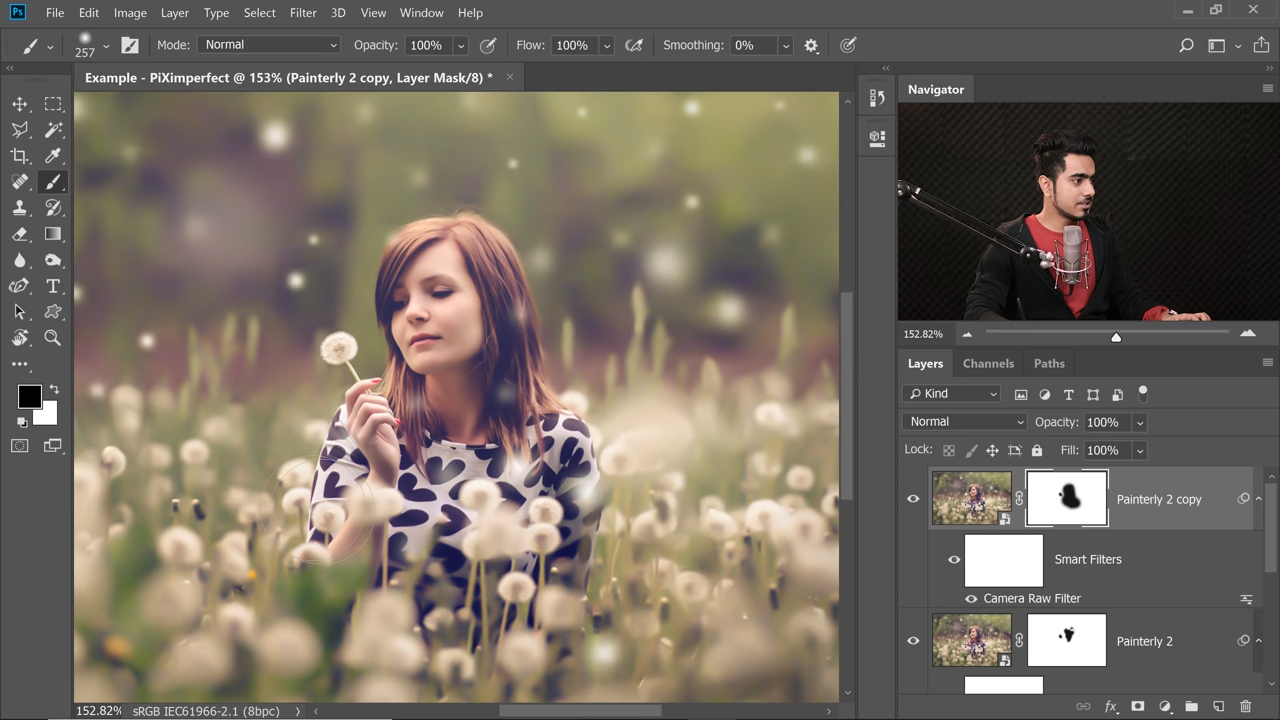 Ps File Edit Image Layer Type Select Filter 3D View Window Help
257 Mode: Normal Opacity: 100% Flow: 100% Smoothing: 0%
Example - PiXimperfect @ 153% (Painterly 2 copy, Layer Mask/8) *
Navigator
152.82%
Layers Channels Paths
Kind
Normal Opacity: 100%
Lock: Fill: 100%
Painterly 2 copy
Smart Filters
Camera Raw Filter
Painterly 2
152.82% sRGB IEC61966-2.1 (8bpc)